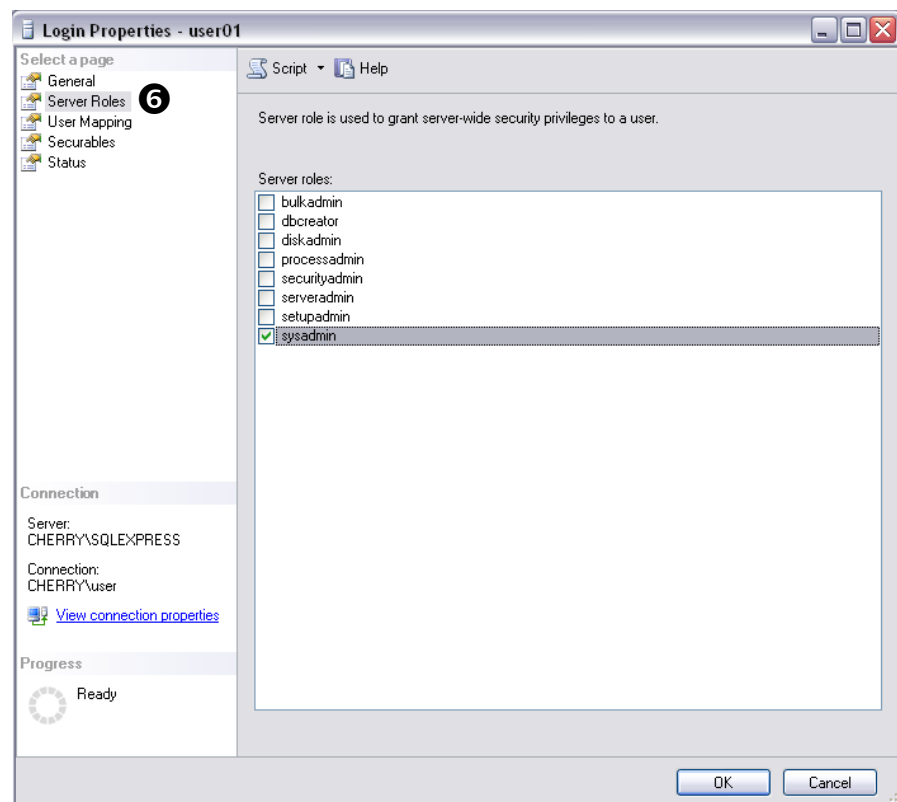 Login Properties - user01
Select a page
General
Server Roles
6
User Mapping
Securables
Status
Script
Help
Server role is used to grant server-wide security privileges to a user.
Server roles:
bulkadmin
dbcreator
diskadmin
processadmin
securityadmin
serveradmin
setupadmin
sysadmin
Connection
Server:
CHERRY\SQLEXPRESS
Connection:
CHERRY\user
View connection properties
Progress
Ready
OK
Cancel